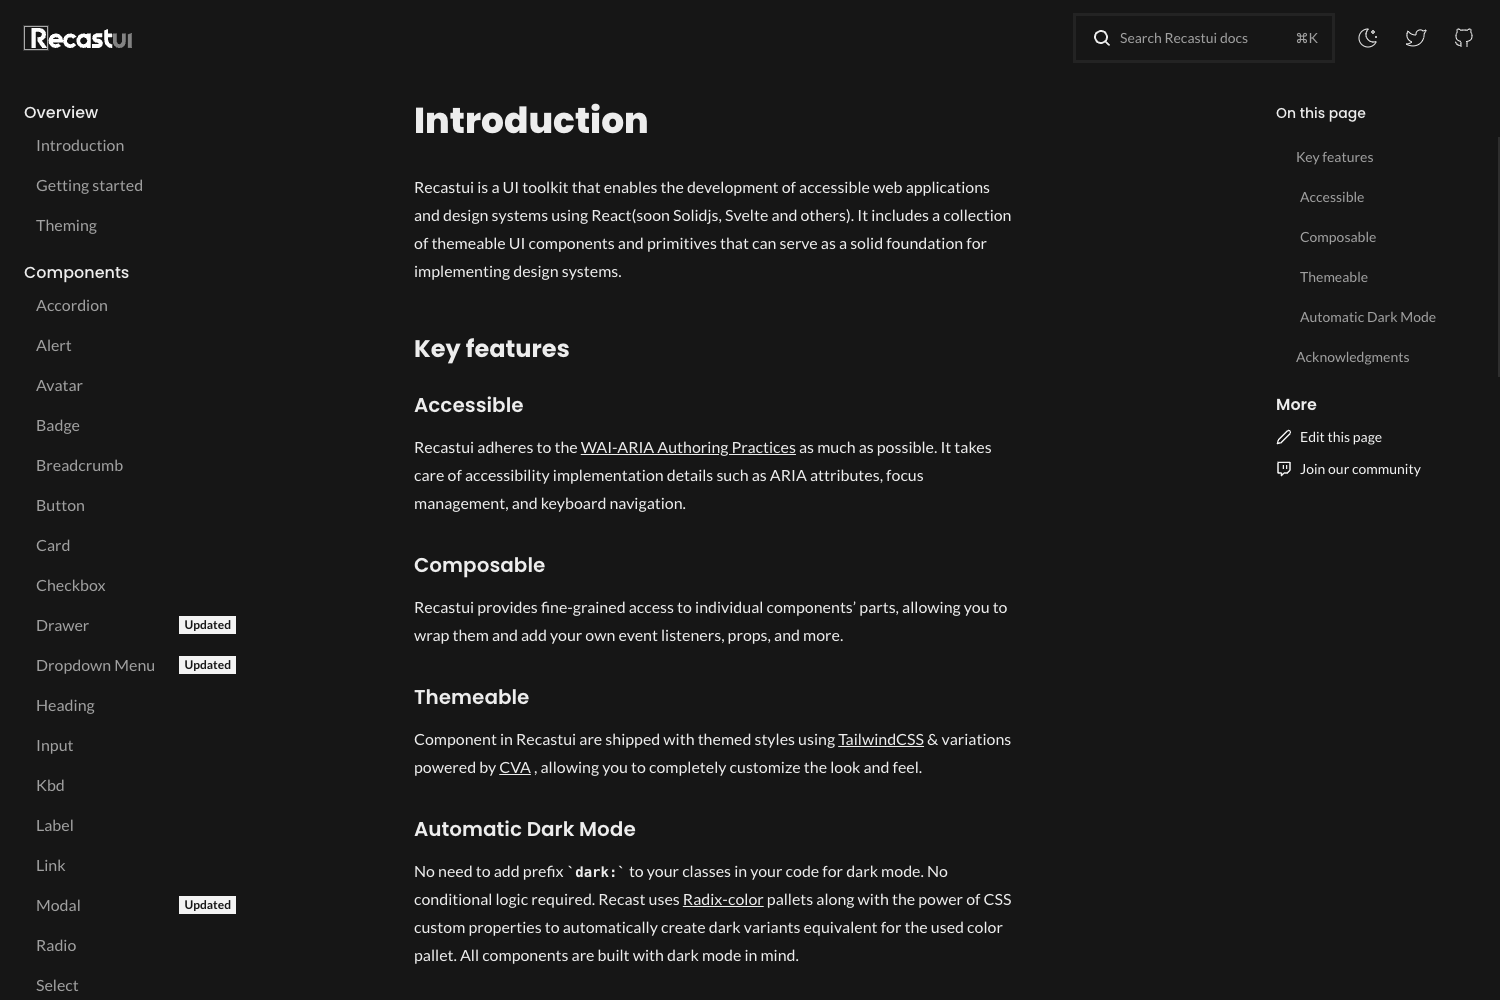 Recastui
Search Recastui docs
⌘K
Overview
Introduction
Getting started
Theming
Components
Accordion
Alert
Avatar
Badge
Breadcrumb
Button
Card
Checkbox
Drawer
Updated
Dropdown Menu
Updated
Heading
Input
Kbd
Label
Link
Modal
Updated
Radio
Select
Introduction
Recastui is a UI toolkit that enables the development of accessible web applications
and design systems using React(soon Solidjs, Svelte and others). It includes a collection
of themeable UI components and primitives that can serve as a solid foundation for
implementing design systems.
Key features
Accessible
Recastui adheres to the WAI-ARIA Authoring Practices as much as possible. It takes
care of accessibility implementation details such as ARIA attributes, focus
management, and keyboard navigation.
Composable
Recastui provides fine-grained access to individual components’ parts, allowing you to
wrap them and add your own event listeners, props, and more.
Themeable
Component in Recastui are shipped with themed styles using TailwindCSS & variations
powered by CVA , allowing you to completely customize the look and feel.
Automatic Dark Mode
No need to add prefix `dark:` to your classes in your code for dark mode. No
conditional logic required. Recast uses Radix-color pallets along with the power of CSS
custom properties to automatically create dark variants equivalent for the used color
pallet. All components are built with dark mode in mind.
On this page
Key features
Accessible
Composable
Themeable
Automatic Dark Mode
Acknowledgments
More
Edit this page
Join our community